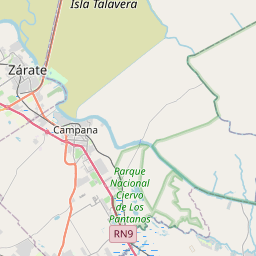 Isla Talavera
Zárate
Campana
Parque
Nacional
Ciervo
de Los
Pantanos
RN9